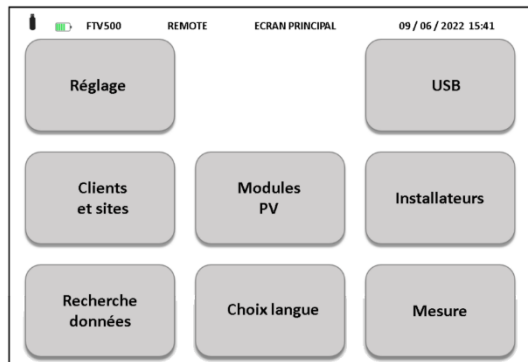 FTV500 REMOTE ECRAN PRINCIPAL 09 / 06 / 2022 15:41
Réglage
USB
Clients
et sites
Modules
PV
Installateurs
Recherche
données
Choix langue
Mesure